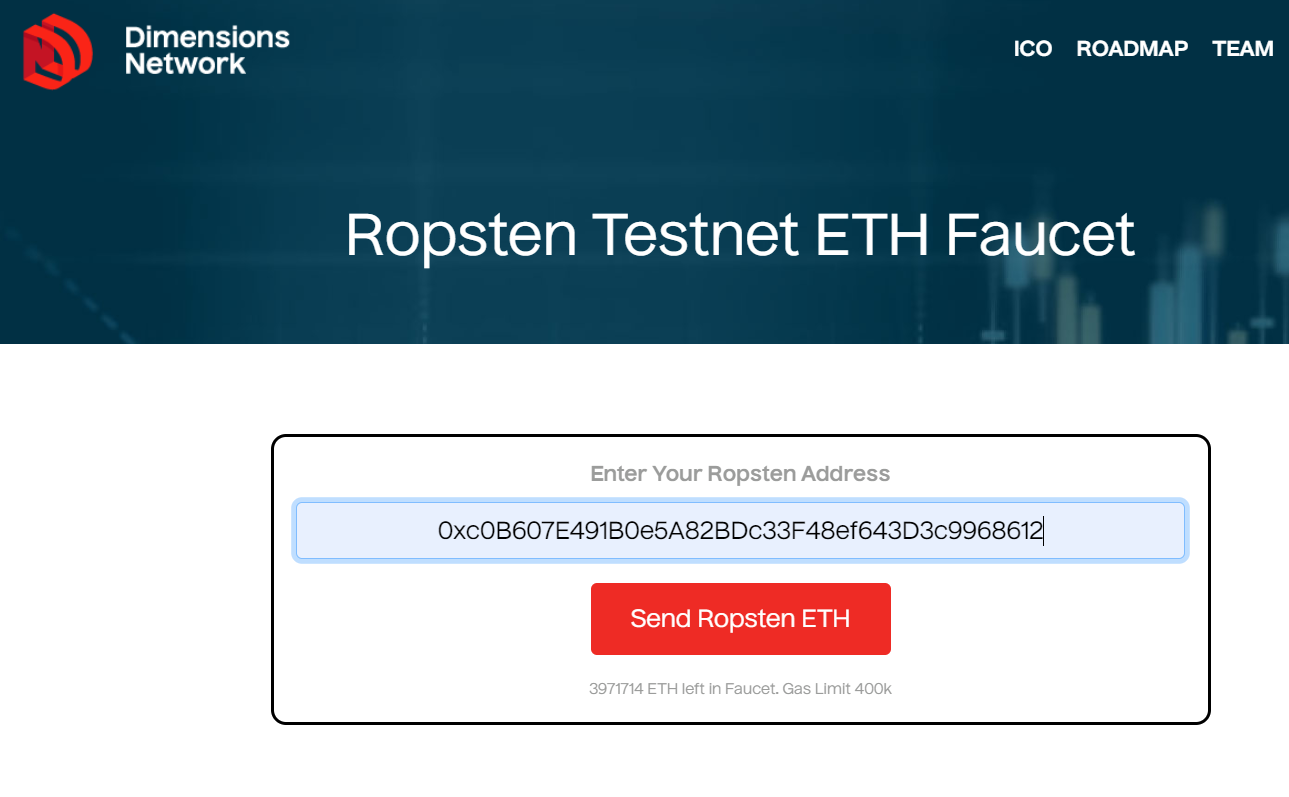 Dimensions
Network
ICO ROADMAP TEAM
Ropsten Testnet ETH Faucet
Enter Your Ropsten Address
0xc0B607E491B0e5A82BDc33F48ef643D3c9968612
Send Ropsten ETH
3971714 ETH left in Faucet. Gas Limit 400k